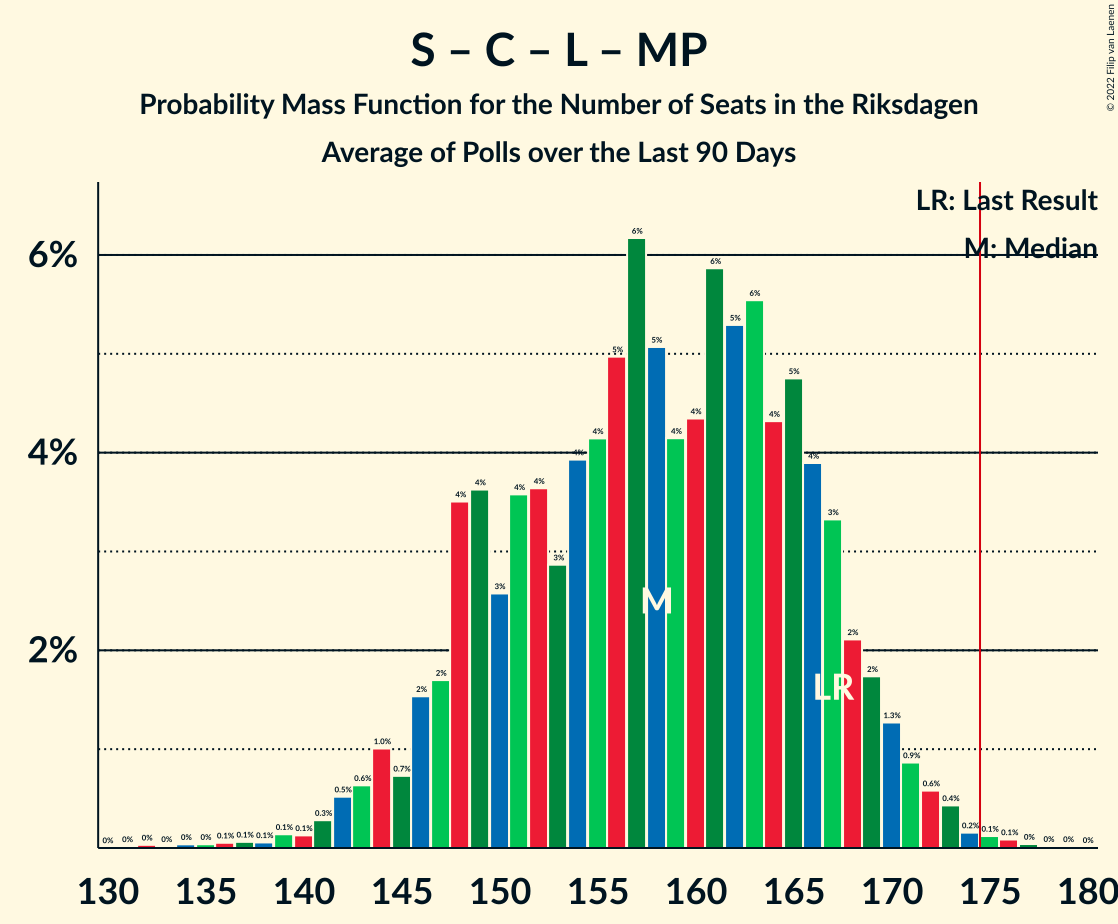 S – C – L – MP
Probability Mass Function for the Number of Seats in the Riksdagen
Average of Polls over the Last 90 Days
© 2022 Filip van Laenen
LR: Last Result
M: Median
6%
4%
2%
0% 0% 0% 0% 0% 0% 0.1% 0.1% 0.1% 0.1% 0.1% 0.3% 0.5% 0.6% 1.0% 0.7% 2% 2% 4% 4% 3% 4% 4% 3% 4% 4% 5% 6% 5% 4% 4% 6% 5% 6% 4% 5% 4% 3% 2% 2% 1.3% 0.9% 0.6% 0.4% 0.2% 0.1% 0.1% 0% 0% 0% 0%
M
LR
130 135 140 145 150 155 160 165 170 175 180